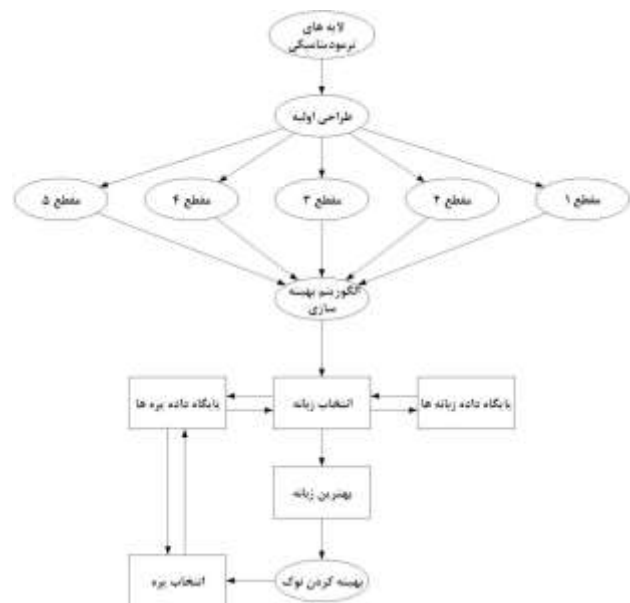 لایه های
ترمودینامیکی
طراحی اولیه
مقطع ۱
مقطع ۲
مقطع ۳
مقطع ۴
مقطع ۵
الگوریتم بهینه
سازی
پایگاه داده زبانه ها
انتخاب زبانه
پایگاه داده پره ها
بهترین زبانه
بهینه کردن نوک
انتخاب پره